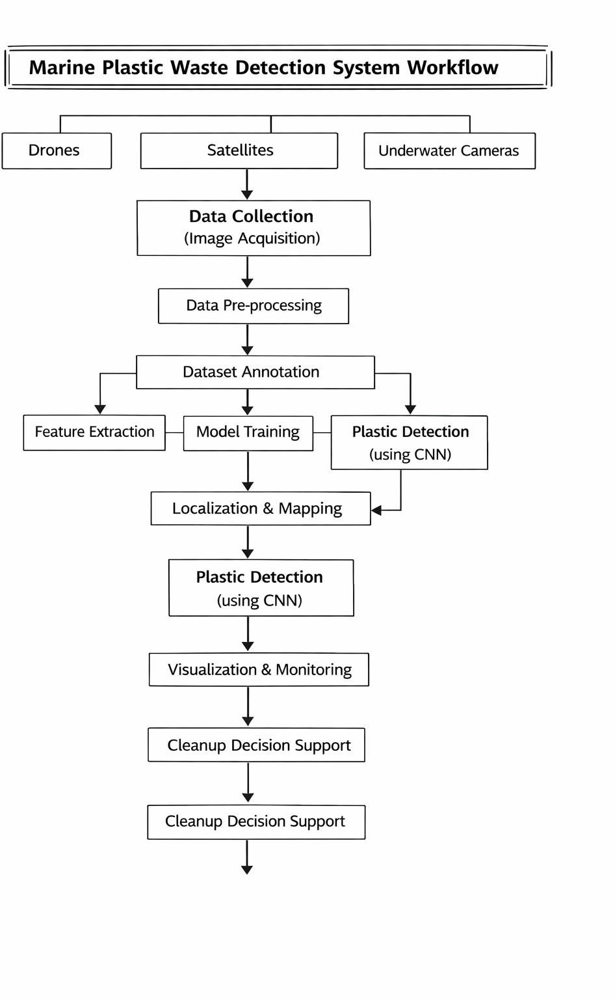 Marine Plastic Waste Detection System Workflow
Drones
Satellites
Underwater Cameras
Data Collection
(Image Acquisition)
Data Pre-processing
Dataset Annotation
Feature Extraction
Model Training
Plastic Detection
(using CNN)
Localization & Mapping
Plastic Detection
(using CNN)
Visualization & Monitoring
Cleanup Decision Support
Cleanup Decision Support